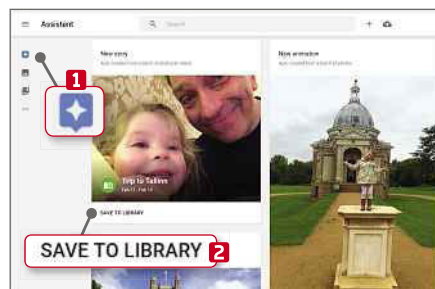 Assistant
Search
New story
New animation
1
Trip to Tallinn
SAVE TO LIBRARY
SAVE TO LIBRARY 2